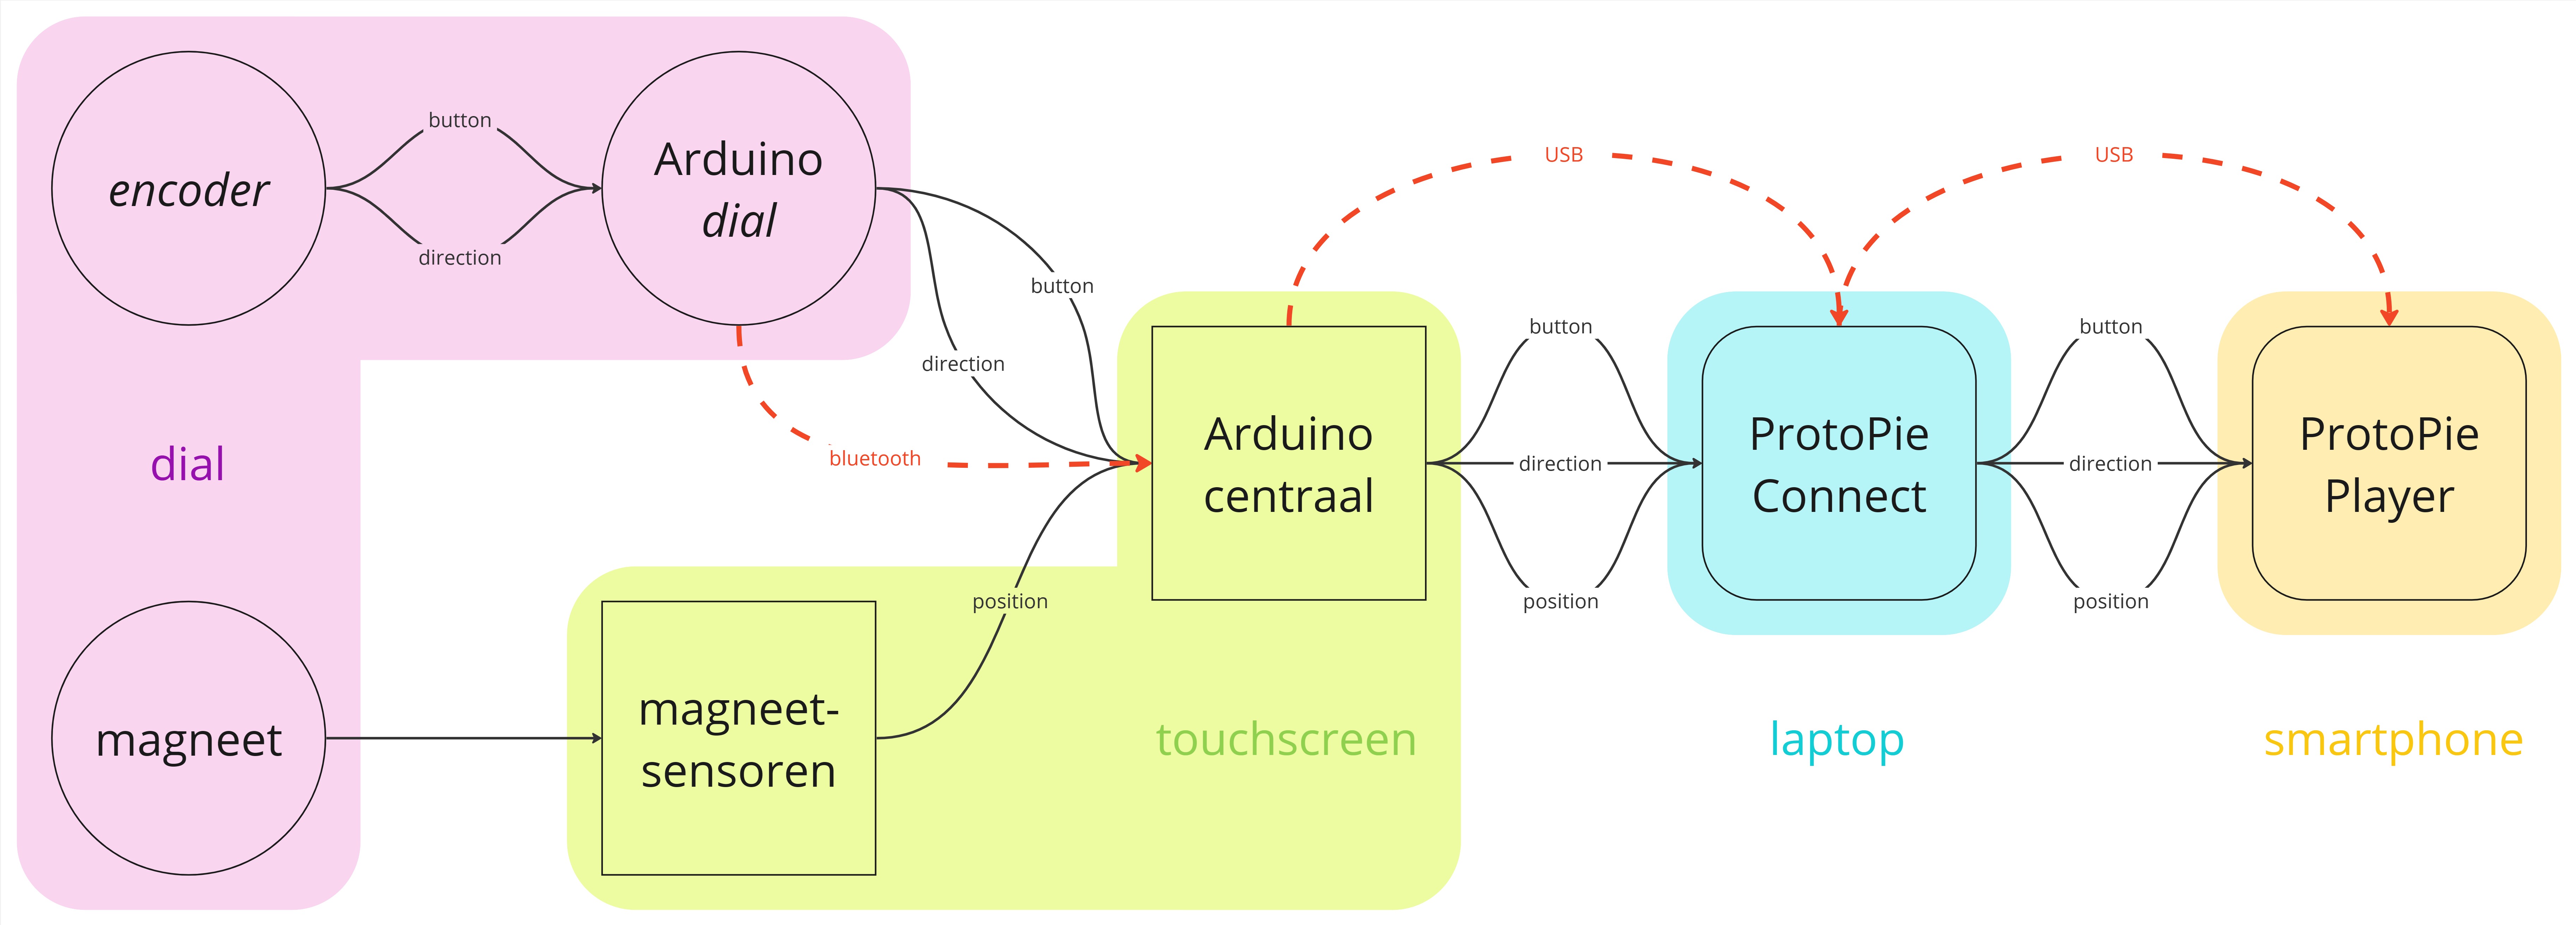 encoder
button
direction
Arduino
dial
button
direction
bluetooth
dial
magneet
magneet-
sensoren
position
Arduino
centraal
touchscreen
USB
button
direction
position
ProtoPie
Connect
laptop
USB
button
direction
position
ProtoPie
Player
smartphone